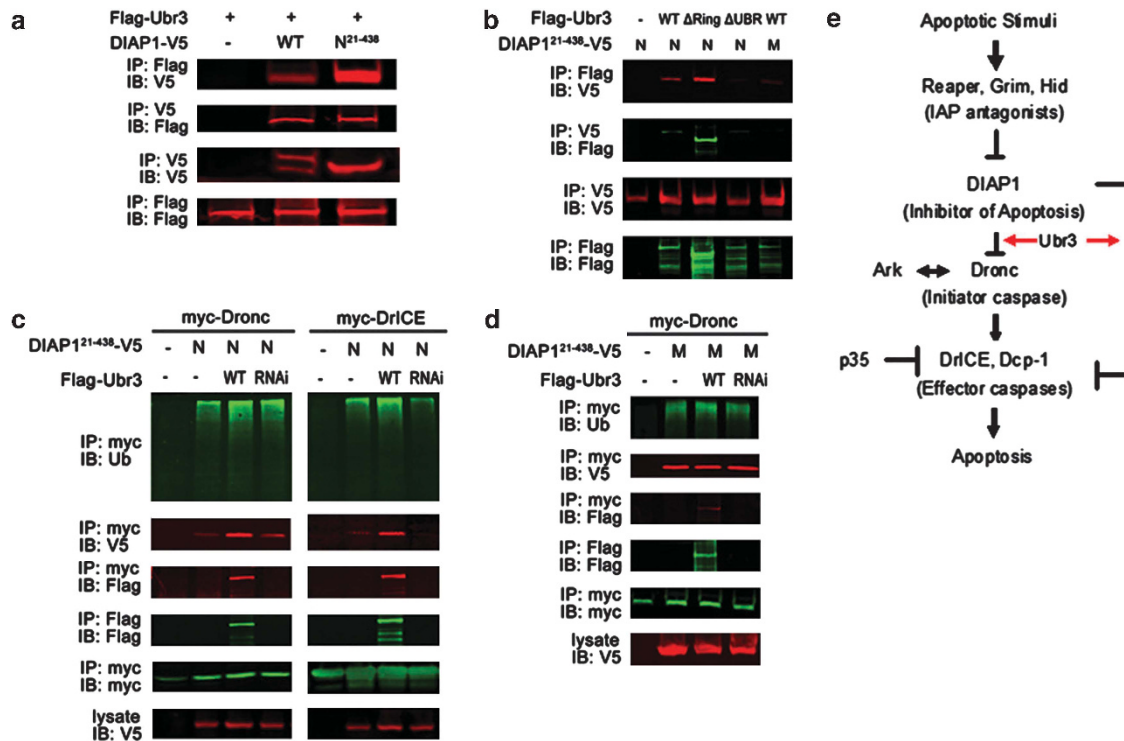 a
Flag-Ubr3 + + +
DIAP1-V5 - WT N21-438
IP: Flag
IB: V5
IP: V5
IB: Flag
IP: V5
IB: V5
IP: Flag
IB: Flag
b
Flag-Ubr3 - WT ΔRing ΔUBR WT
DIAP121-438-V5 N N N N M
IP: Flag
IB: V5
IP: V5
IB: Flag
IP: V5
IB: V5
IP: Flag
IB: Flag
c
myc-Dronc myc-DrICE
DIAP121-438-V5 - N N N - N N N
Flag-Ubr3 - - WT RNAi - - WT RNAi
IP: myc
IB: Ub
IP: myc
IB: V5
IP: myc
IB: Flag
IP: Flag
IB: Flag
IP: myc
IB: myc
lysate
IB: V5
d
myc-Dronc
DIAP121-438-V5 - M M M
Flag-Ubr3 - - WT RNAi
IP: myc
IB: Ub
IP: myc
IB: V5
IP: myc
IB: Flag
IP: Flag
IB: Flag
IP: myc
IB: myc
lysate
IB: V5
e
Apoptotic Stimuli
Reaper, Grim, Hid
(IAP antagonists)
DIAP1
(Inhibitor of Apoptosis)
Ubr3
Ark Dronc
(Initiator caspase)
p35 DrICE, Dcp-1
(Effector caspases)
Apoptosis